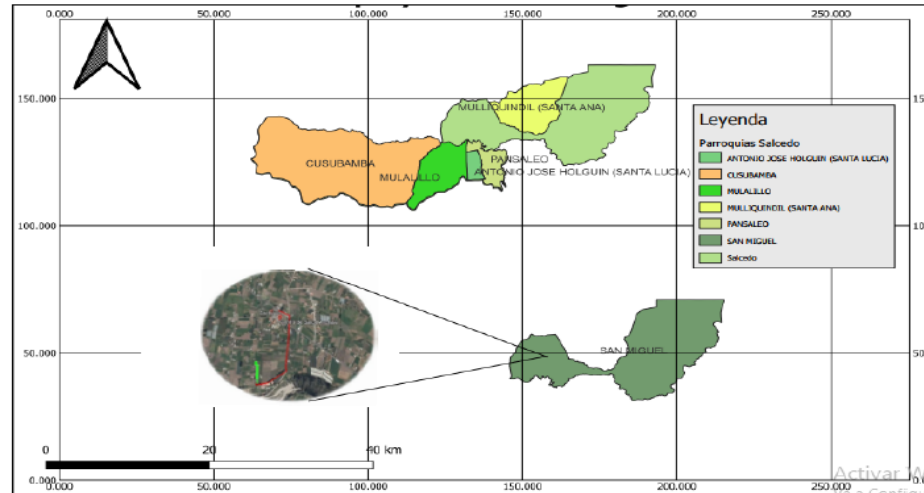 0.000 50.000 100.000 150.000 200.000 250.000
150.000
100.000
50.000
0.000
MULLIQUINDIL (SANTA ANA)
PANSALEO
CUSUBAMBA
ANTONIO JOSE HOLGUIN (SANTA LUCIA)
MULALILLO
Leyenda
Parroquias Salcedo
ANTONIO JOSE HOLGUIN (SANTA LUCIA)
CUSUBAMBA
MULALILLO
MULLIQUINDIL (SANTA ANA)
PANSALEO
SAN MIGUEL
Salcedo
SAN MIGUEL
0 20 40 km
0.000 50.000 100.000 150.000 200.000 250.000
Activar W